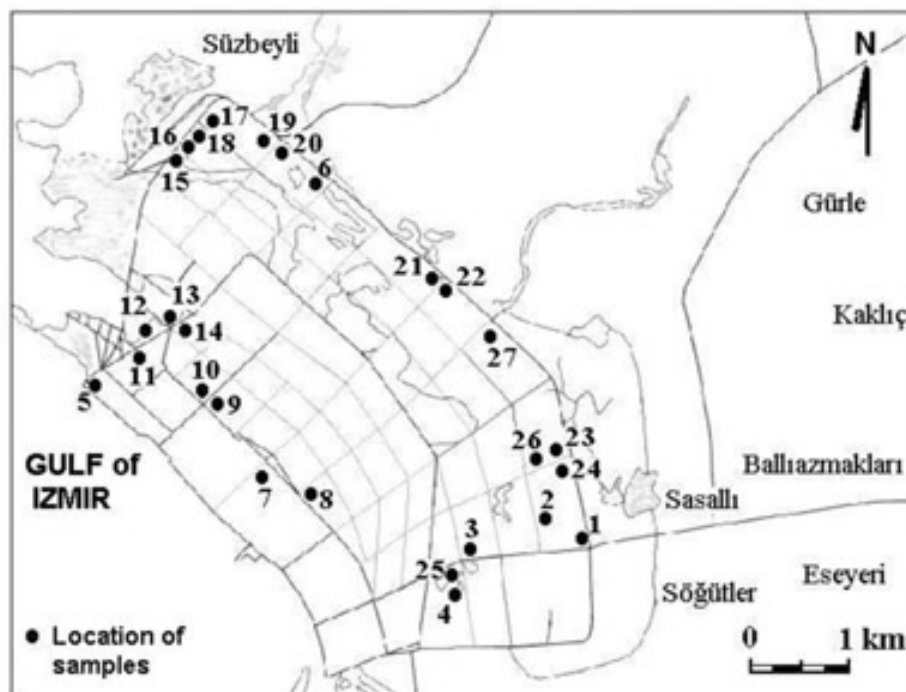 Süzbeyli
N
17
19
16
18
20
15
6
Gürle
21
22
13
12
14
Kaklıç
27
11
10
5
9
23
26
GULF of
IZMIR
24
Ballıazmakları
7
8
2
Sasallı
1
3
25
Eseyeri
4
Söğütler
Location of
samples
0 1 km